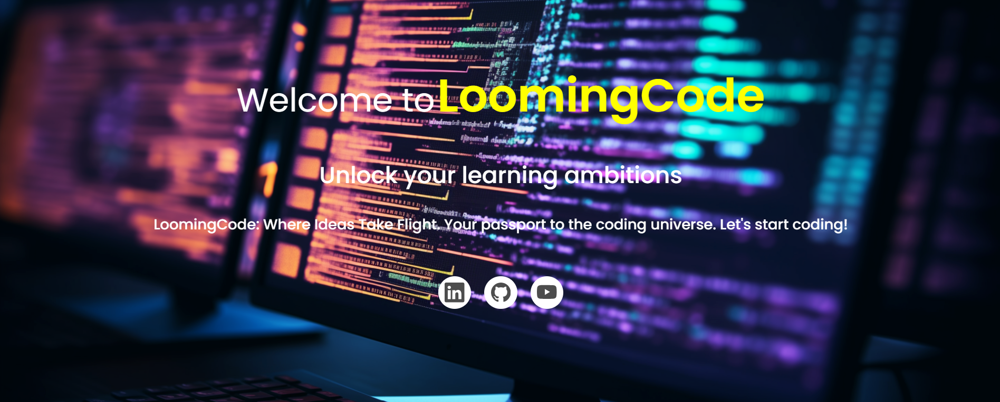 Welcome to LoomingCode
Unlock your learning ambitions
LoomingCode: Where Ideas Take Flight. Your passport to the coding universe. Let's start coding!
in